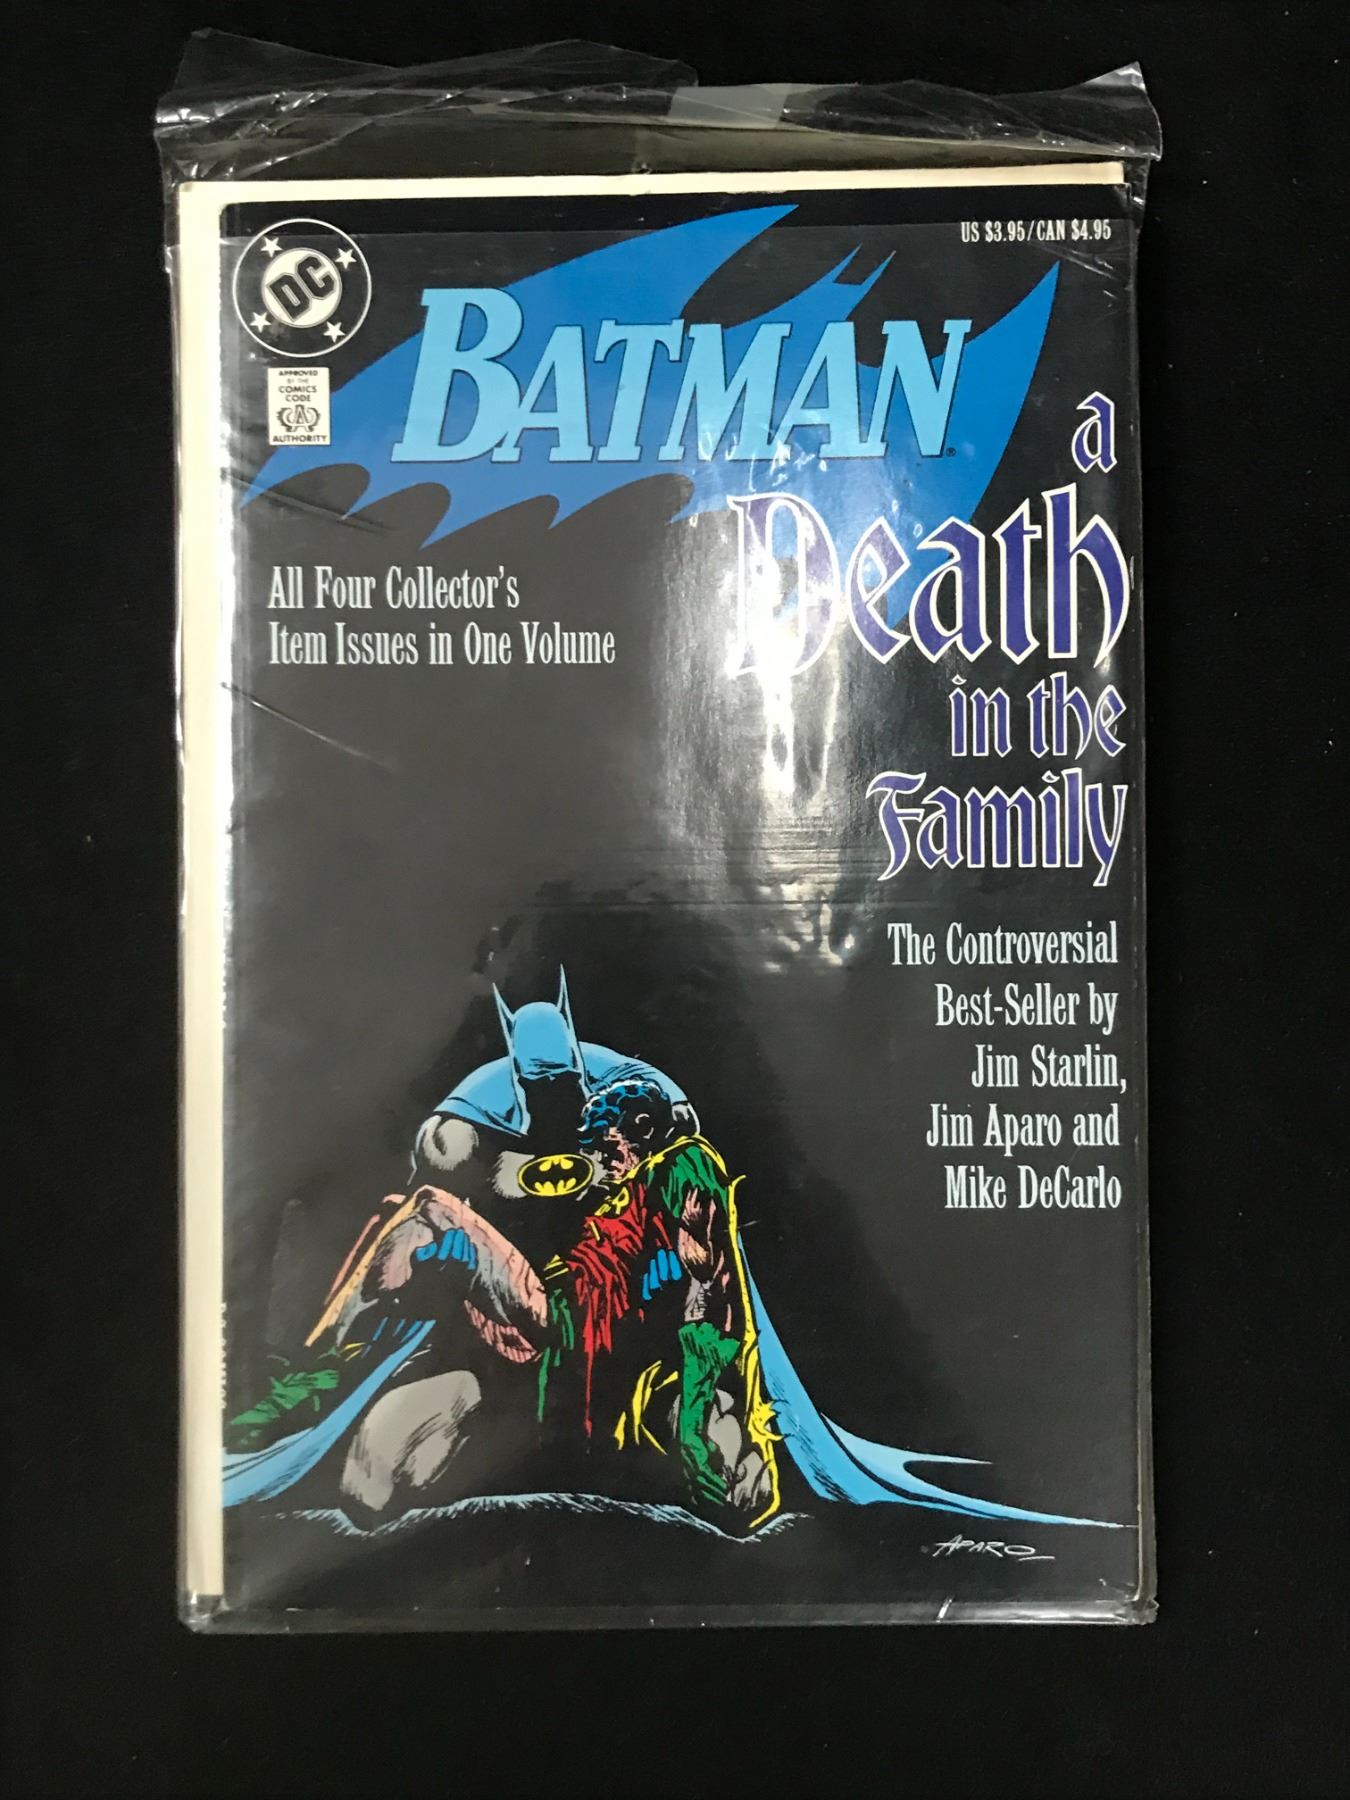 US $3.95/CAN $4.95
DC
APPROVED
BY THE
COMICS
CODE
A
AUTHORITY
BATMAN®
a
Death
in the
Family
All Four Collector's
Item Issues in One Volume
The Controversial
Best-Seller by
Jim Starlin,
Jim Aparo and
Mike DeCarlo
APARO